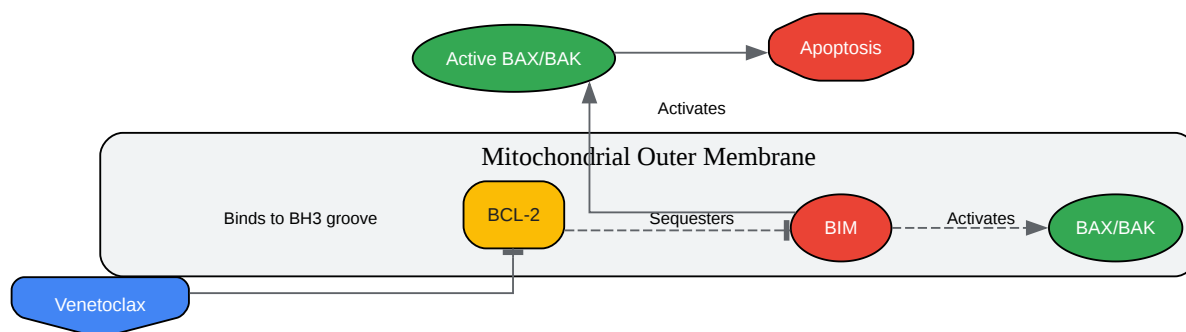 Active BAX/BAK
Apoptosis
Activates
Mitochondrial Outer Membrane
Binds to BH3 groove
BCL-2
Sequesters
BIM
Activates
BAX/BAK
Venetoclax